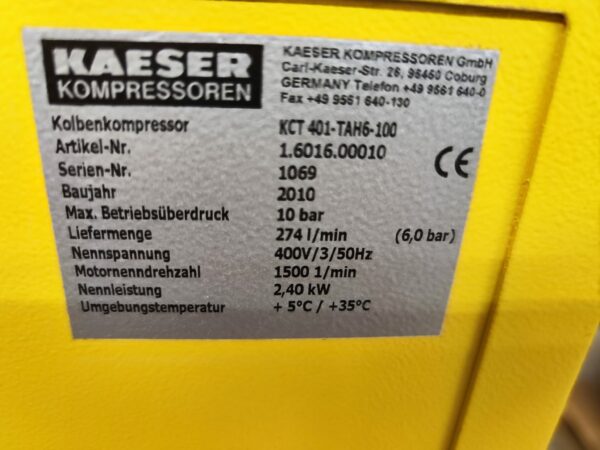 KAESER
KOMPRESSOREN
KAESER KOMPRESSOREN GmbH
Carl-Kaeser-Str. 26, 96450 Coburg
GERMANY Telefon +49 9561 640-0
Fax +49 9561 640-130
Kolbenkompressor KCT 401-TAH6-100
Artikel-Nr. 1.6016.00010
Serien-Nr. 1069
Baujahr 2010
Max. Betriebsüberdruck 10 bar
Liefermenge 274 l/min (6,0 bar)
Nennspannung 400V/3/50Hz
Motornenndrehzahl 1500 1/min
Nennleistung 2,40 kW
Umgebungstemperatur + 5°C / +35°C
CE